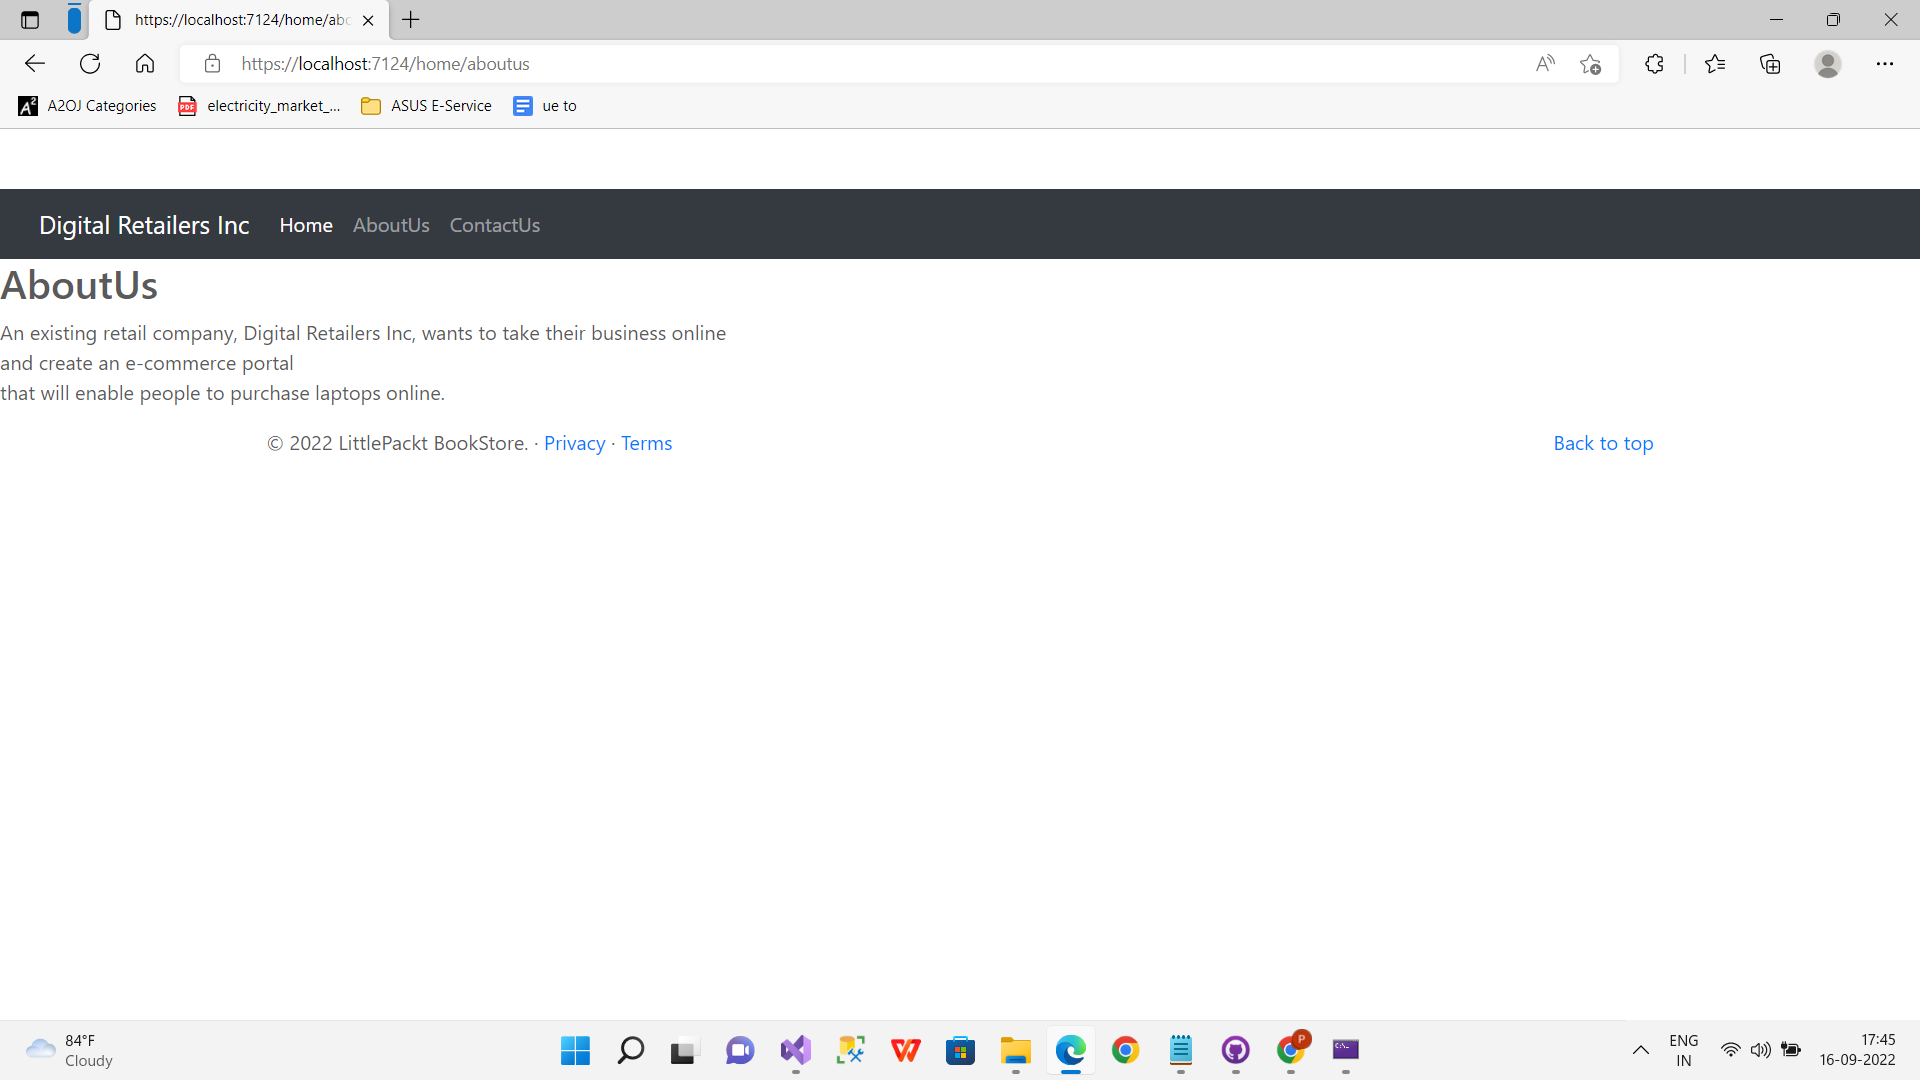 https://localhost:7124/home/abo
https://localhost:7124/home/aboutus
A2OJ Categories electricity_market_... ASUS E-Service ue to
Digital Retailers Inc Home AboutUs ContactUs
AboutUs
An existing retail company, Digital Retailers Inc, wants to take their business online
and create an e-commerce portal
that will enable people to purchase laptops online.
© 2022 LittlePackt BookStore. · Privacy · Terms Back to top
84°F
Cloudy
ENG
IN
17:45
16-09-2022